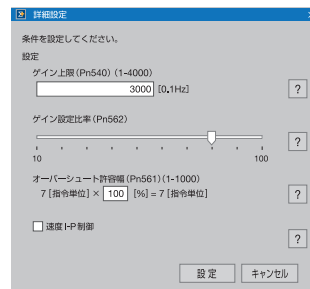 詳細設定
条件を設定してください。
設定
ゲイン上限(Pn540)(1-4000)
3000 [0.1Hz]
?
ゲイン設定比率(Pn562)
?
10 100
オーバーシュート許容幅(Pn561)(1-1000)
7 [指令単位] × 100 [%] = 7 [指令単位]
?
速度I-P制御
?
設定 キャンセル